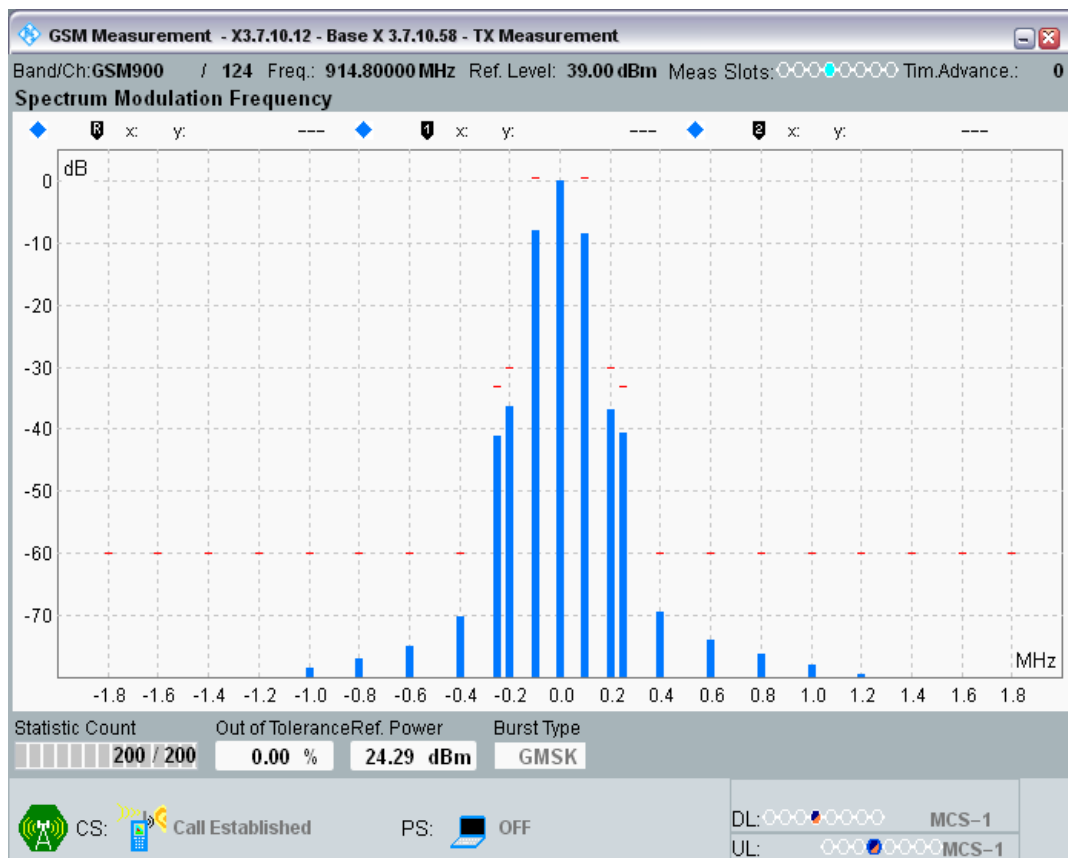 GSM Measurement - X3.7.10.12 - Base X 3.7.10.58 - TX Measurement
Band/Ch:GSM900 / 124 Freq.: 914.80000 MHz Ref. Level: 39.00 dBm Meas Slots: Tim.Advance.: 0
Spectrum Modulation Frequency
R x: y: --- 1 x: y: --- 2 x: y: ---
dB
0
-10
-20
-30
-40
-50
-60
-70
MHz
-1.8 -1.6 -1.4 -1.2 -1.0 -0.8 -0.6 -0.4 -0.2 0.0 0.2 0.4 0.6 0.8 1.0 1.2 1.4 1.6 1.8
Statistic Count Out of Tolerance Ref. Power Burst Type
200 / 200 0.00 % 24.29 dBm GMSK
CS: Call Established PS: OFF DL: MCS-1
UL: MCS-1